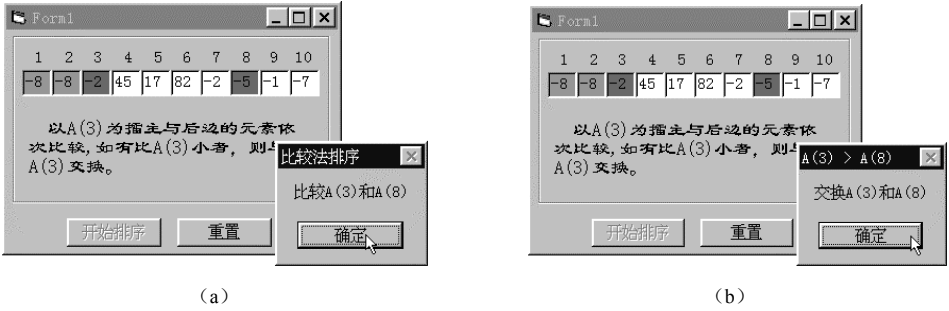 Form1
1 2 3 4 5 6 7 8 9 10
-8 -8 -2 45 17 82 -2 -5 -1 -7
以A(3)为擂主与后边的元素依
次比较,如有比A(3)小者,则与
A(3)交换。
开始排序 重置
比较法排序
比较A(3)和A(8)
确定
(a)
Form1
1 2 3 4 5 6 7 8 9 10
-8 -8 -2 45 17 82 -2 -5 -1 -7
以A(3)为擂主与后边的元素依
次比较,如有比A(3)小者,则与
A(3)交换。
开始排序 重置
A(3) > A(8)
交换A(3)和A(8)
确定
(b)